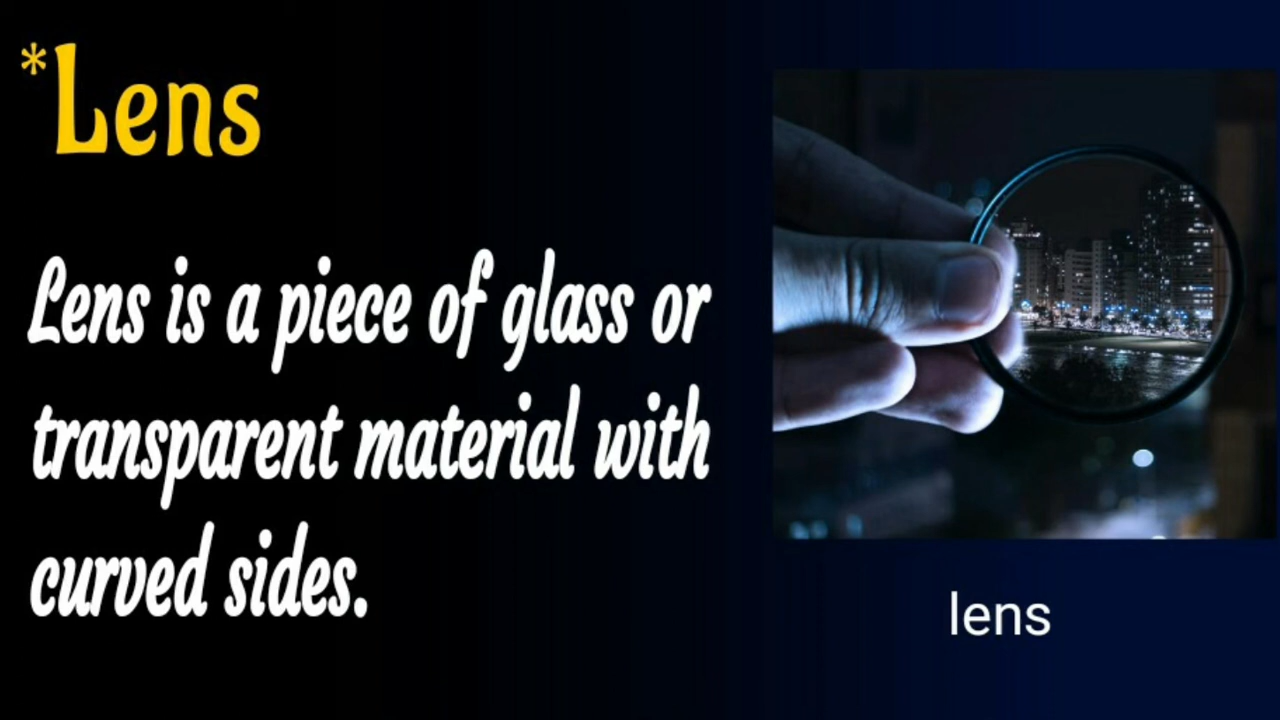 *Lens
Lens is a piece of glass or
transparent material with
curved sides.
lens